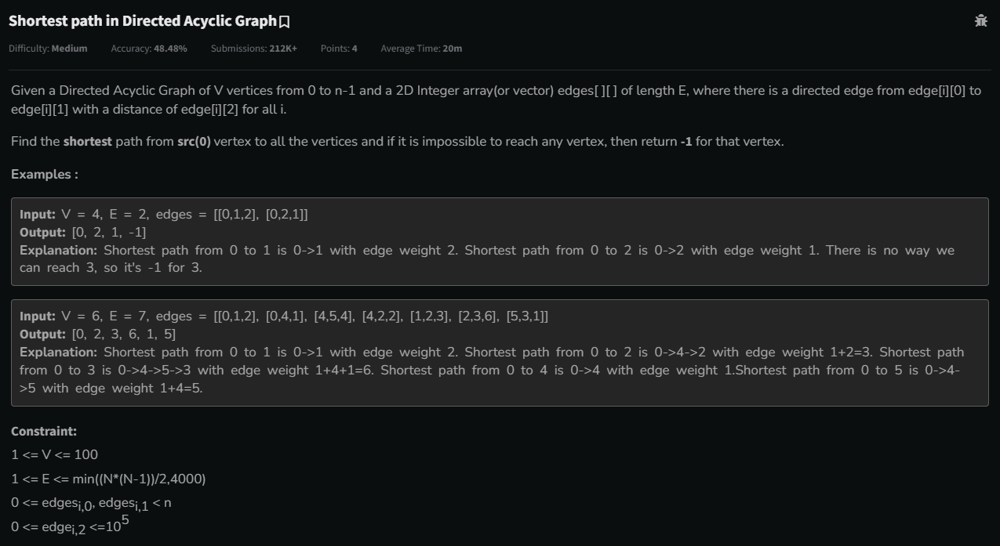 Shortest path in Directed Acyclic Graph
Difficulty: Medium Accuracy: 48.48% Submissions: 212K+ Points: 4 Average Time: 20m
Given a Directed Acyclic Graph of V vertices from 0 to n-1 and a 2D Integer array(or vector) edges[ ][ ] of length E, where there is a directed edge from edge[i][0] to
edge[i][1] with a distance of edge[i][2] for all i.
Find the shortest path from src(0) vertex to all the vertices and if it is impossible to reach any vertex, then return -1 for that vertex.
Examples :
Input: V = 4, E = 2, edges = [[0,1,2], [0,2,1]]
Output: [0, 2, 1, -1]
Explanation: Shortest path from 0 to 1 is 0->1 with edge weight 2. Shortest path from 0 to 2 is 0->2 with edge weight 1. There is no way we
can reach 3, so it's -1 for 3.
Input: V = 6, E = 7, edges = [[0,1,2], [0,4,1], [4,5,4], [4,2,2], [1,2,3], [2,3,6], [5,3,1]]
Output: [0, 2, 3, 6, 1, 5]
Explanation: Shortest path from 0 to 1 is 0->1 with edge weight 2. Shortest path from 0 to 2 is 0->4->2 with edge weight 1+2=3. Shortest path
from 0 to 3 is 0->4->5->3 with edge weight 1+4+1=6. Shortest path from 0 to 4 is 0->4 with edge weight 1.Shortest path from 0 to 5 is 0->4-
>5 with edge weight 1+4=5.
Constraint:
1 <= V <= 100
1 <= E <= min((N*(N-1))/2,4000)
0 <= edges<sub>i,0</sub>, edges<sub>i,1</sub> < n
0 <= edge<sub>i,2</sub> <=10<sup>5</sup>